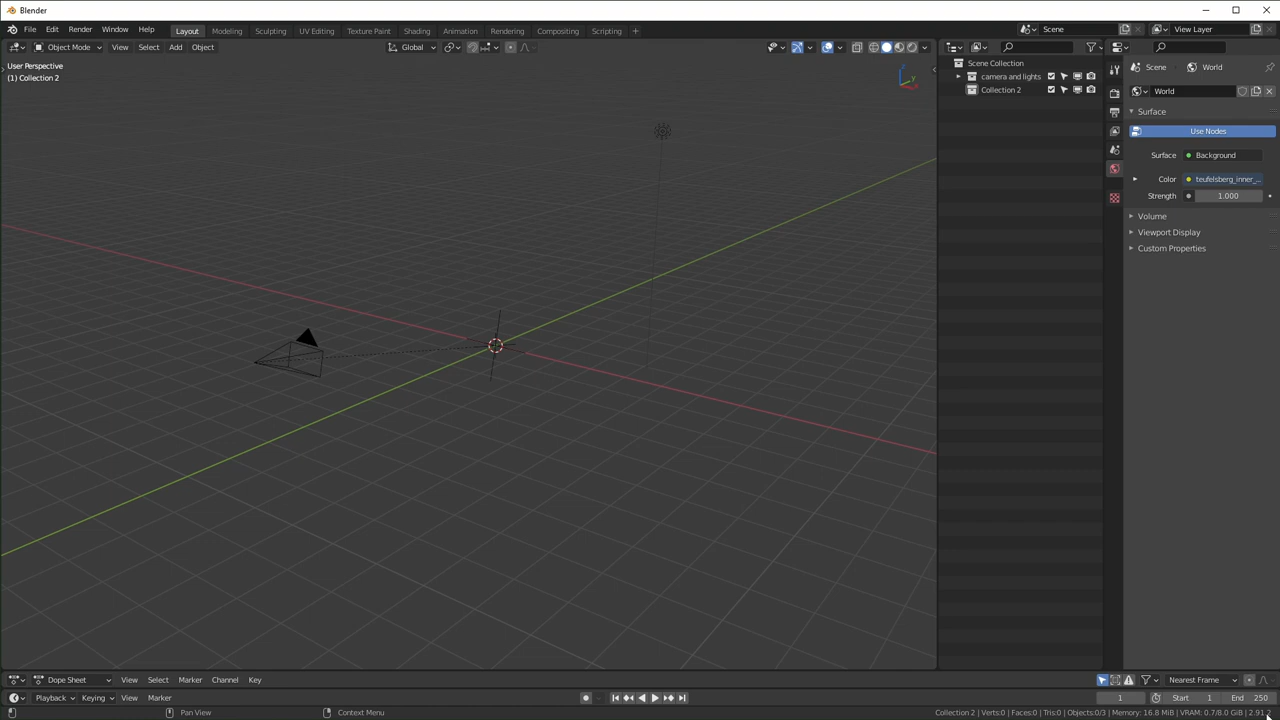 Blender
File Edit Render Window Help Layout Modeling Sculpting UV Editing Texture Paint Shading Animation Rendering Compositing Scripting + Scene View Layer
Object Mode View Select Add Object Global
User Perspective
(1) Collection 2
Z
Y
Scene Collection
camera and lights
Collection 2
Scene World
World
Surface
Use Nodes
Surface Background
Color teufelsberg_inner_...
Strength 1.000
Volume
Viewport Display
Custom Properties
Dope Sheet View Select Marker Channel Key Nearest Frame
Playback Keying View Marker 1 Start 1 End 250
Pan View Context Menu Collection 2 | Verts:0 | Faces:0 | Tris:0 | Objects:0/3 | Memory: 16.8 MiB | VRAM: 0.7/8.0 GiB | 2.91.2